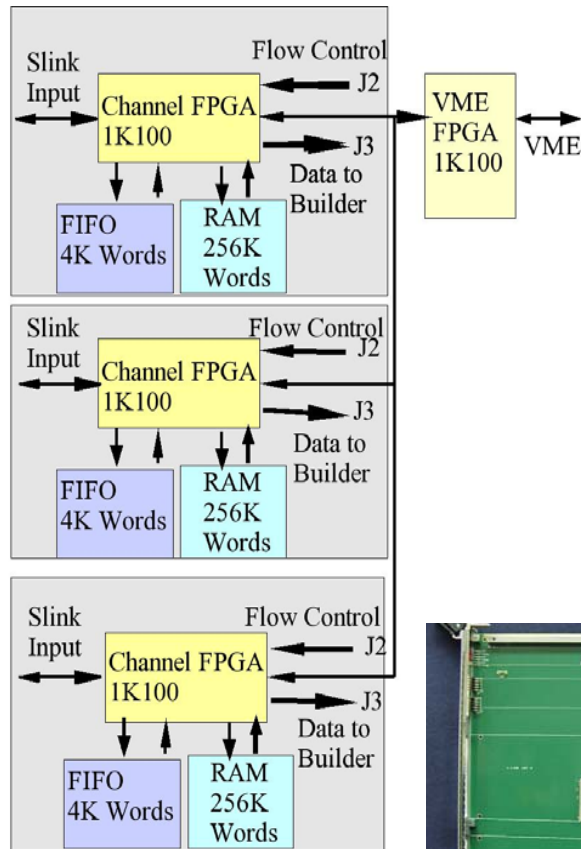 Flow Control
Slink
Input
J2
Channel FPGA
1K100
J3
Data to
Builder
FIFO
4K Words
RAM
256K
Words
VME
FPGA
1K100
VME
Flow Control
Slink
Input
J2
Channel FPGA
1K100
J3
Data to
Builder
FIFO
4K Words
RAM
256K
Words
Flow Control
Slink
Input
J2
Channel FPGA
1K100
J3
Data to
Builder
FIFO
4K Words
RAM
256K
Words